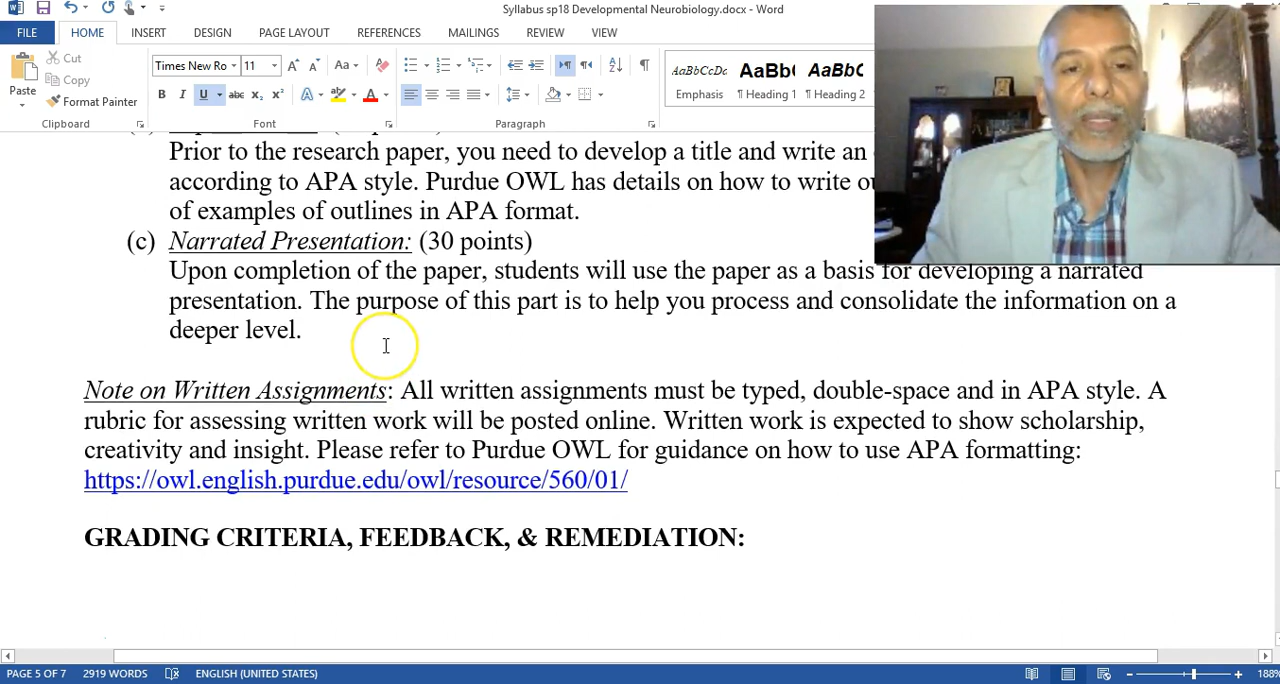 Syllabus sp18 Developmental Neurobiology.docx - Word
FILE HOME INSERT DESIGN PAGE LAYOUT REFERENCES MAILINGS REVIEW VIEW
Cut
Copy
Format Painter
Paste
Times New Ro 11
AaBbCcDc AaBb( AaBbC
Emphasis ¶ Heading 1 ¶ Heading 2
Clipboard Font Paragraph
Prior to the research paper, you need to develop a title and write an
according to APA style. Purdue OWL has details on how to write
of examples of outlines in APA format.
(c) Narrated Presentation: (30 points)
Upon completion of the paper, students will use the paper as a basis for developing a narrated
presentation. The purpose of this part is to help you process and consolidate the information on a
deeper level.
Note on Written Assignments: All written assignments must be typed, double-space and in APA style. A
rubric for assessing written work will be posted online. Written work is expected to show scholarship,
creativity and insight. Please refer to Purdue OWL for guidance on how to use APA formatting:
https://owl.english.purdue.edu/owl/resource/560/01/
GRADING CRITERIA, FEEDBACK, & REMEDIATION:
PAGE 5 OF 7 2919 WORDS ENGLISH (UNITED STATES) 188%